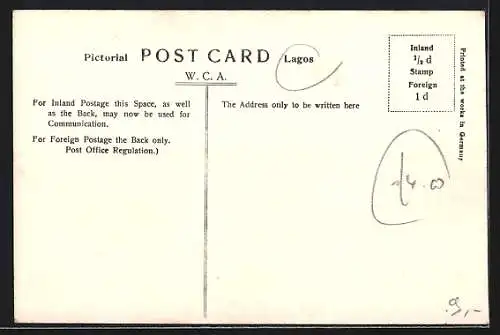 Pictorial POST CARD Lagos
W. C. A.
For Inland Postage this Space, as well
as the Back, may now be used for
Communication.
For Foreign Postage the Back only.
Post Office Regulation.)
The Address only to be written here
Inland
½ d
Stamp
Foreign
1 d
Printed at the works in Germany
9,-